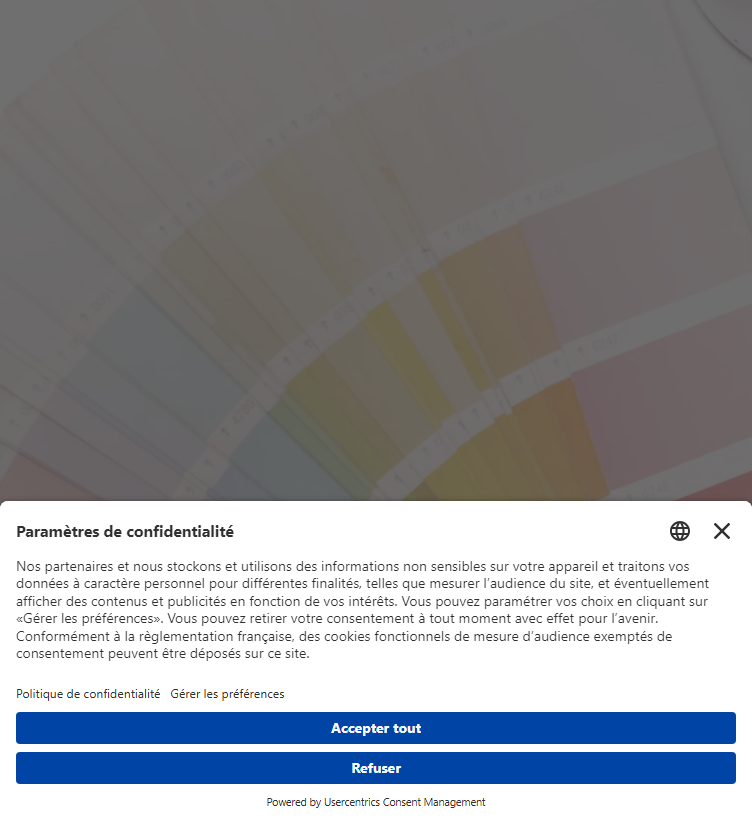 Paramètres de confidentialité
Nos partenaires et nous stockons et utilisons des informations non sensibles sur votre appareil et traitons vos
données à caractère personnel pour différentes finalités, telles que mesurer l’audience du site, et éventuellement
afficher des contenus et publicités en fonction de vos intérêts. Vous pouvez paramétrer vos choix en cliquant sur
«Gérer les préférences». Vous pouvez retirer votre consentement à tout moment avec effet pour l’avenir.
Conformément à la règlementation française, des cookies fonctionnels de mesure d’audience exemptés de
consentement peuvent être déposés sur ce site.
Politique de confidentialité Gérer les préférences
Accepter tout
Refuser
Powered by Usercentrics Consent Management